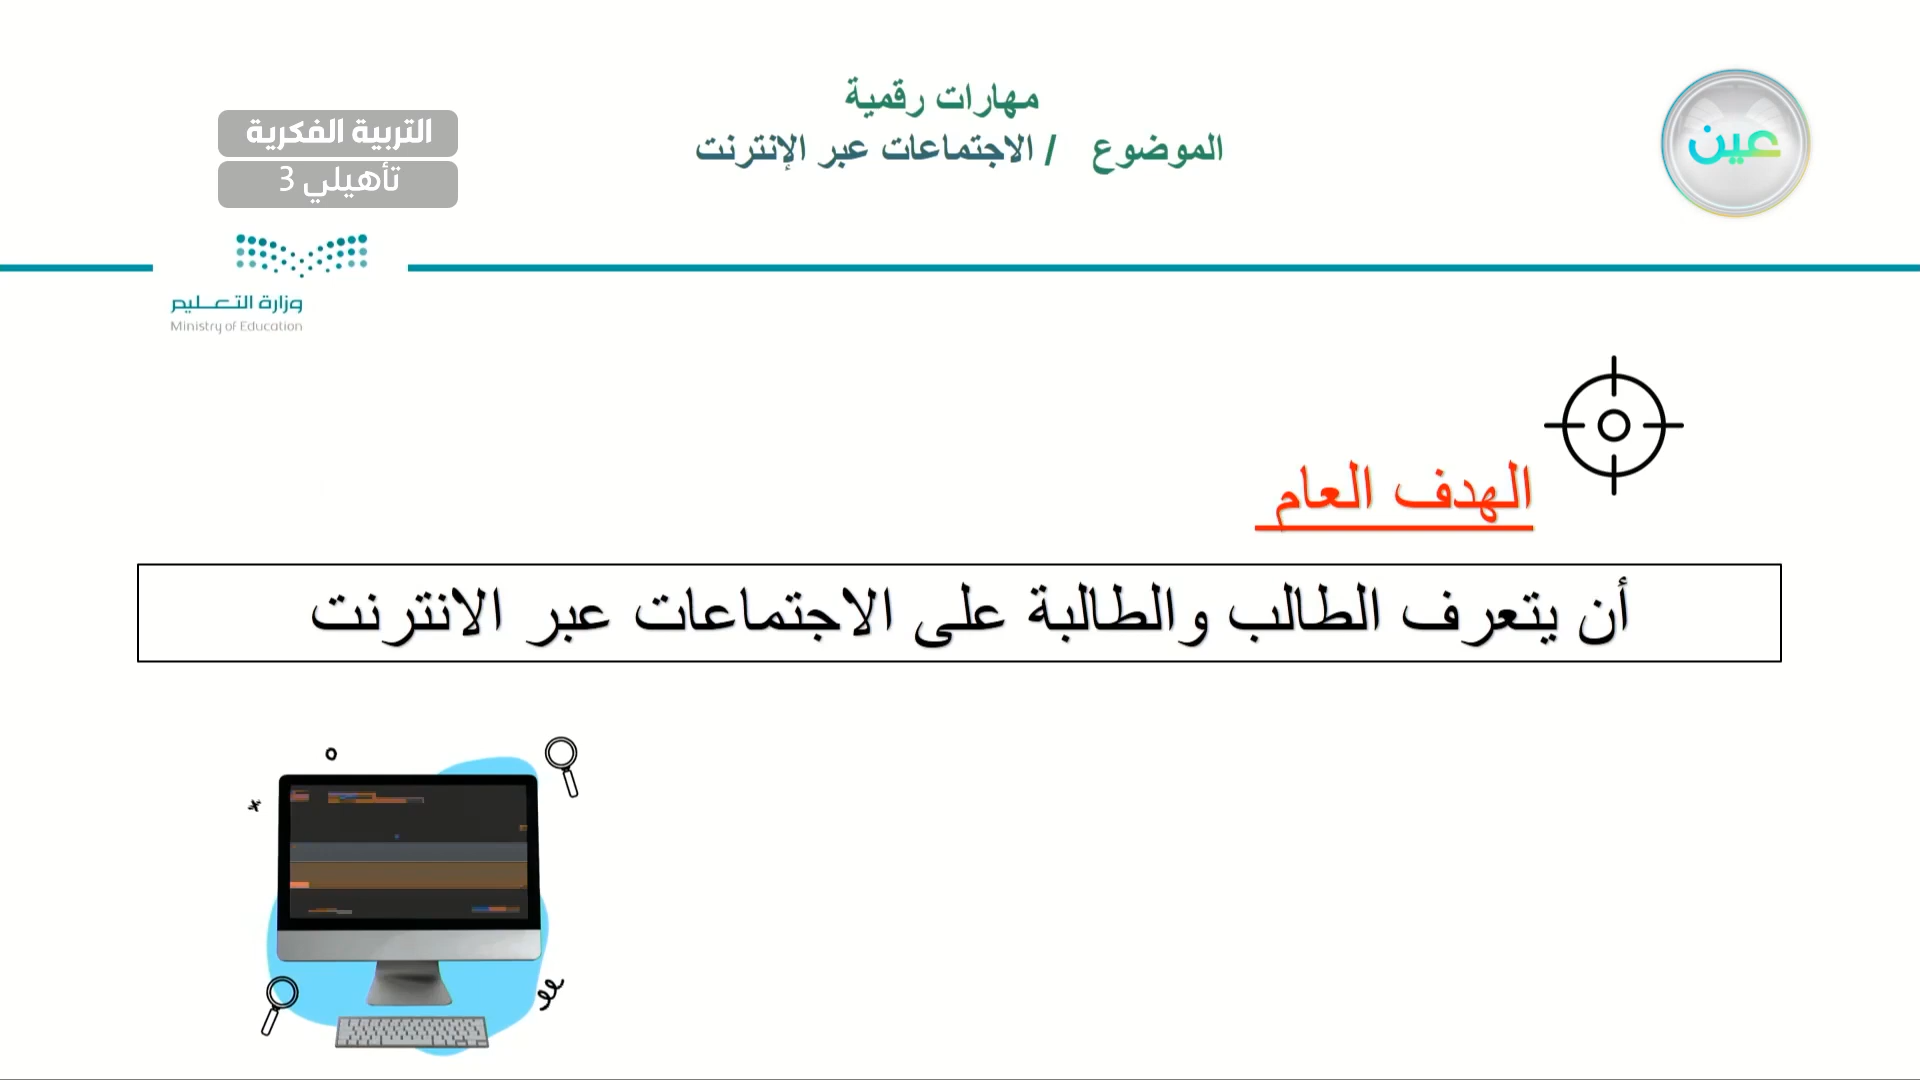 مهارات رقمية
الموضوع / الاجتماعات عبر الإنترنت
عين
التربية الفكرية
تأهيلي 3
وزارة التعليم
Ministry of Education
الهدف العام
أن يتعرف الطالب والطالبة على الاجتماعات عبر الانترنت